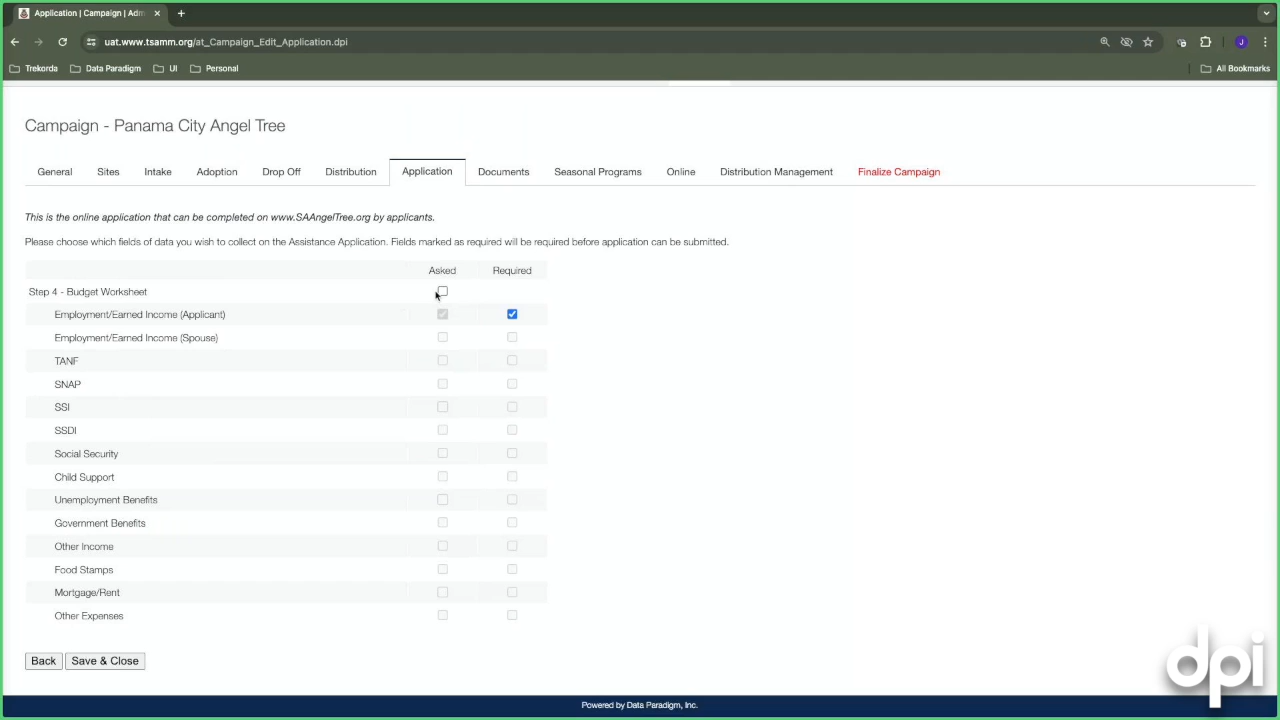 Application | Campaign | Adm
uat.www.tsamm.org/at_Campaign_Edit_Application.dpi
J
Trekorda Data Paradigm UI Personal All Bookmarks
Campaign - Panama City Angel Tree
General Sites Intake Adoption Drop Off Distribution Application Documents Seasonal Programs Online Distribution Management Finalize Campaign
This is the online application that can be completed on www.SAAngelTree.org by applicants.
Please choose which fields of data you wish to collect on the Assistance Application. Fields marked as required will be required before application can be submitted.
Asked Required
Step 4 - Budget Worksheet
Employment/Earned Income (Applicant)
Employment/Earned Income (Spouse)
TANF
SNAP
SSI
SSDI
Social Security
Child Support
Unemployment Benefits
Government Benefits
Other Income
Food Stamps
Mortgage/Rent
Other Expenses
Back Save & Close
dpi
Powered by Data Paradigm, Inc.